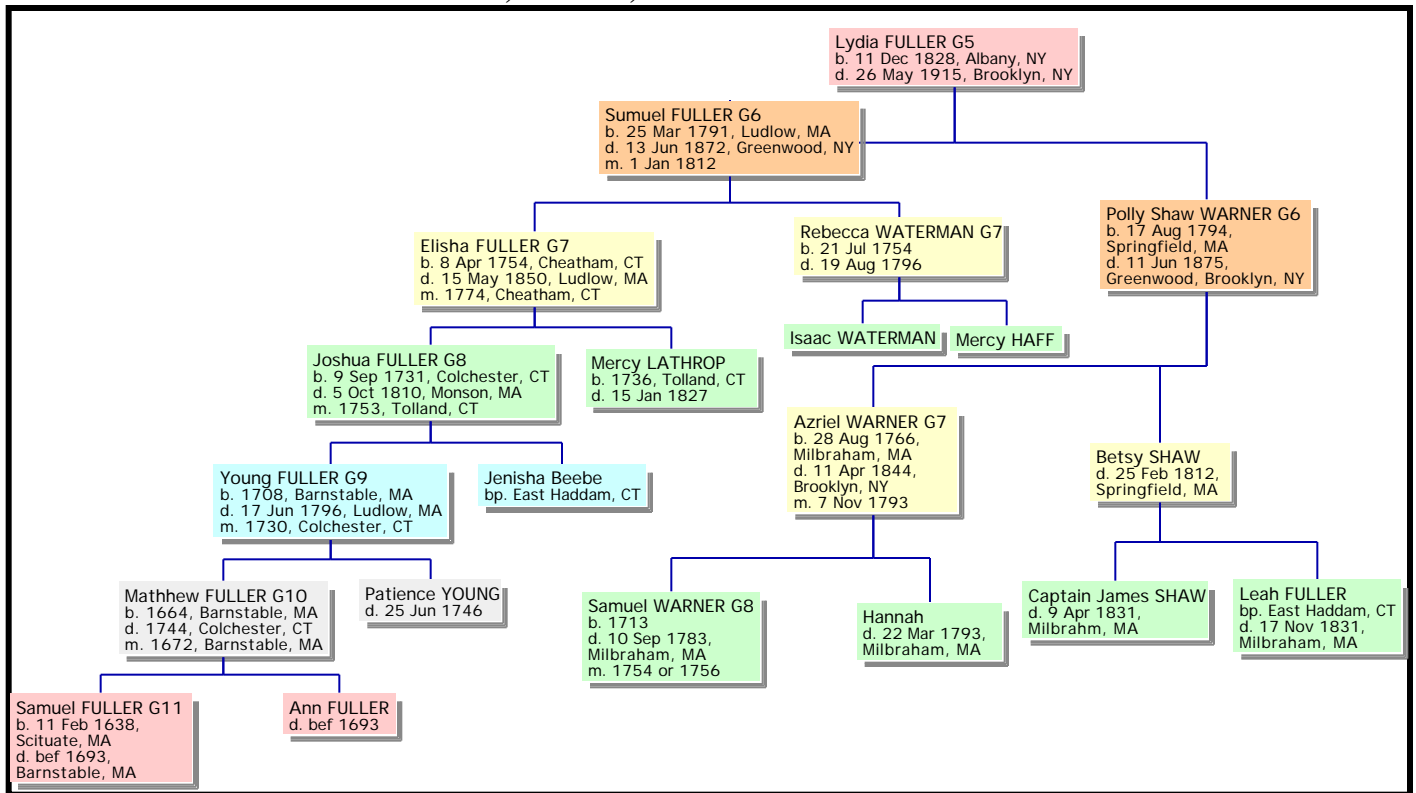 Lydia FULLER G5
b. 11 Dec 1828, Albany, NY
d. 26 May 1915, Brooklyn, NY
Sumuel FULLER G6
b. 25 Mar 1791, Ludlow, MA
d. 13 Jun 1872, Greenwood, NY
m. 1 Jan 1812
Polly Shaw WARNER G6
b. 17 Aug 1794,
Springfield, MA
d. 11 Jun 1875,
Greenwood, Brooklyn, NY
Elisha FULLER G7
b. 8 Apr 1754, Cheatham, CT
d. 15 May 1850, Ludlow, MA
m. 1774, Cheatham, CT
Rebecca WATERMAN G7
b. 21 Jul 1754
d. 19 Aug 1796
Isaac WATERMAN
Mercy HAFF
Joshua FULLER G8
b. 9 Sep 1731, Colchester, CT
d. 5 Oct 1810, Monson, MA
m. 1753, Tolland, CT
Mercy LATHROP
b. 1736, Tolland, CT
d. 15 Jan 1827
Azriel WARNER G7
b. 28 Aug 1766,
Milbraham, MA
d. 11 Apr 1844,
Brooklyn, NY
m. 7 Nov 1793
Betsy SHAW
d. 25 Feb 1812,
Springfield, MA
Young FULLER G9
b. 1708, Barnstable, MA
d. 17 Jun 1796, Ludlow, MA
m. 1730, Colchester, CT
Jenisha Beebe
bp. East Haddam, CT
Mathhew FULLER G10
b. 1664, Barnstable, MA
d. 1744, Colchester, CT
m. 1672, Barnstable, MA
Patience YOUNG
d. 25 Jun 1746
Samuel WARNER G8
b. 1713
d. 10 Sep 1783,
Milbraham, MA
m. 1754 or 1756
Hannah
d. 22 Mar 1793,
Milbraham, MA
Captain James SHAW
d. 9 Apr 1831,
Milbrahm, MA
Leah FULLER
bp. East Haddam, CT
d. 17 Nov 1831,
Milbraham, MA
Samuel FULLER G11
b. 11 Feb 1638,
Scituate, MA
d. bef 1693,
Barnstable, MA
Ann FULLER
d. bef 1693